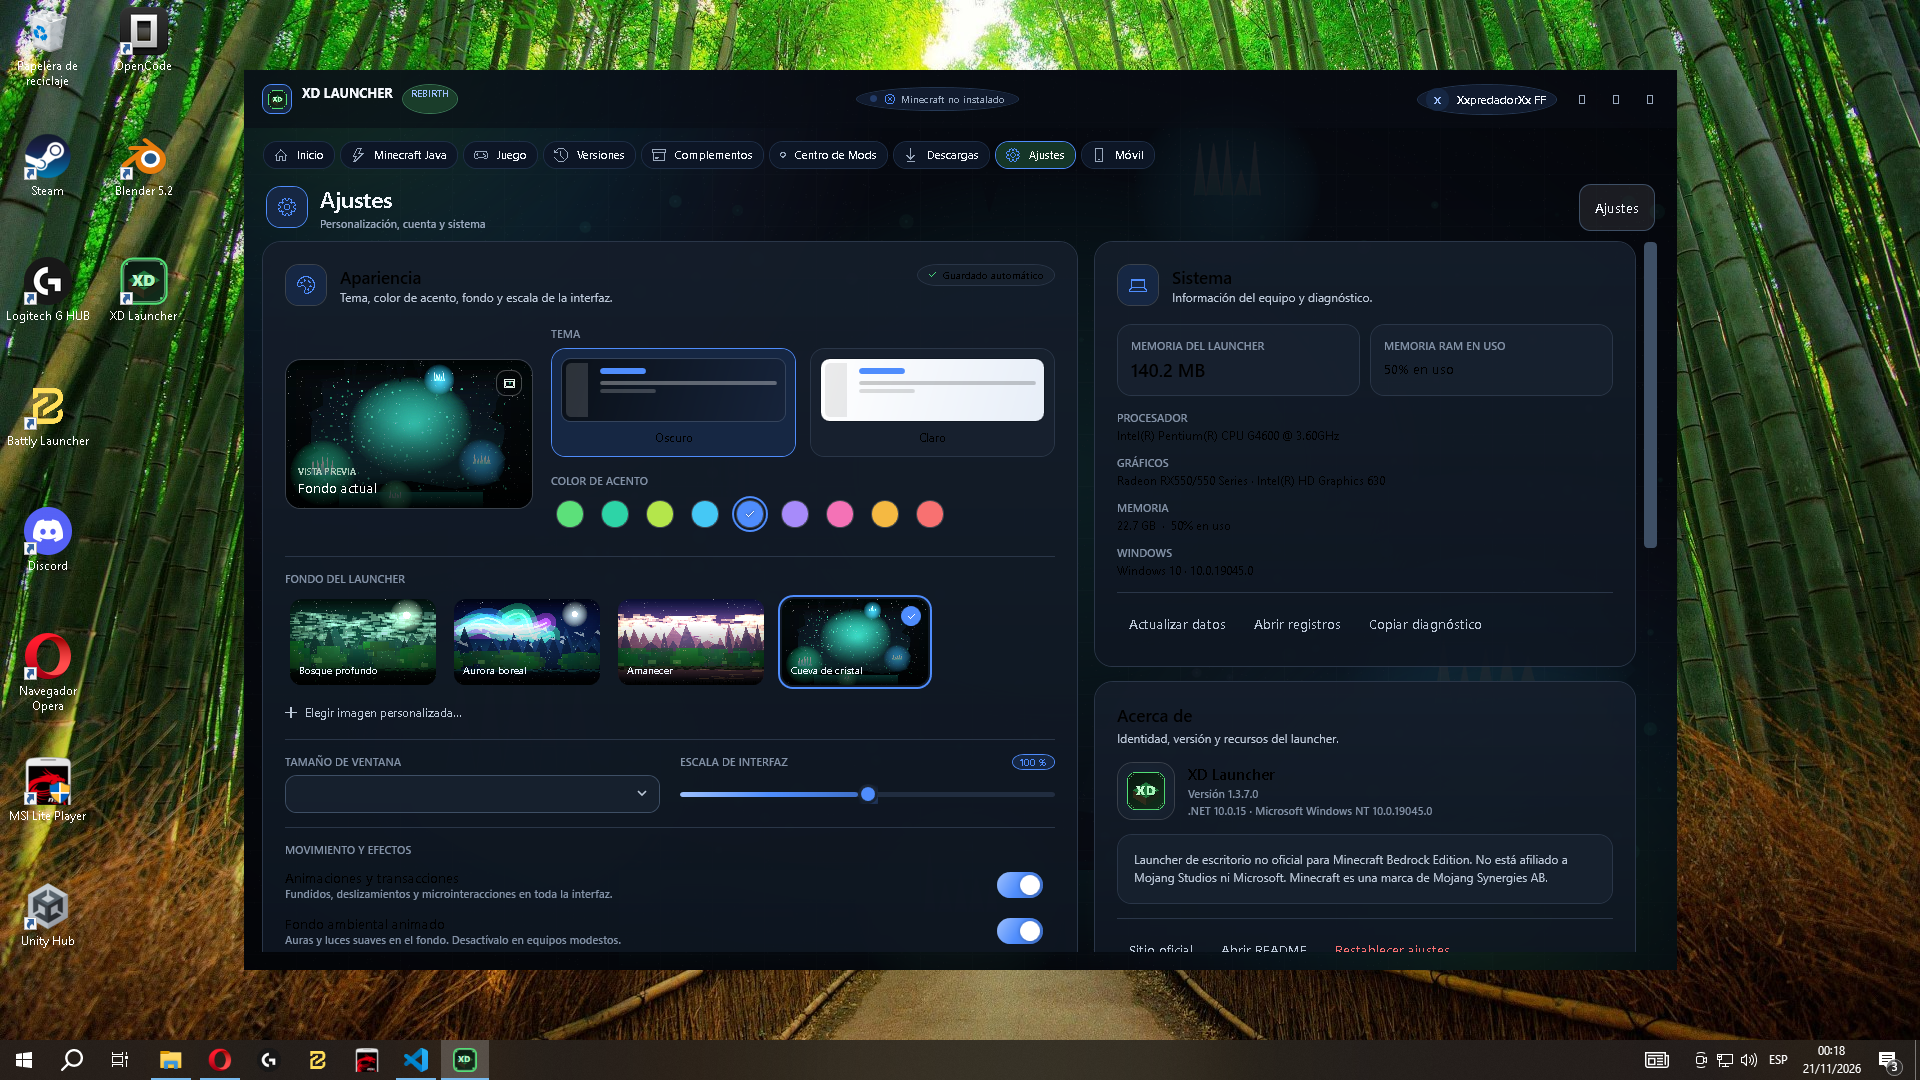 Papelera de reciclaje
OpenCode
Steam
Blender 5.2
Logitech G HUB
XD
XD Launcher
Battly Launcher
Discord
Navegador Opera
MSI Lite Player
Unity Hub
XD
XD LAUNCHER
REBIRTH
Minecraft no instalado
X
XxpredadorXx FF
Inicio
Minecraft Java
Juego
Versiones
Complementos
Centro de Mods
Descargas
Ajustes
Móvil
Ajustes
Personalización, cuenta y sistema
Ajustes
Apariencia
Tema, color de acento, fondo y escala de la interfaz.
Guardado automático
VISTA PREVIA
Fondo actual
TEMA
Oscuro
Claro
COLOR DE ACENTO
FONDO DEL LAUNCHER
Bosque profundo
Aurora boreal
Amanecer
Cueva de cristal
Elegir imagen personalizada...
TAMAÑO DE VENTANA
ESCALA DE INTERFAZ
100 %
MOVIMIENTO Y EFECTOS
Animaciones y transacciones
Fundidos, deslizamientos y microinteracciones en toda la interfaz.
Fondo ambiental animado
Auras y luces suaves en el fondo. Desactívalo en equipos modestos.
Sistema
Información del equipo y diagnóstico.
MEMORIA DEL LAUNCHER
140.2 MB
MEMORIA RAM EN USO
50% en uso
PROCESADOR
Intel(R) Pentium(R) CPU G4600 @ 3.60GHz
GRÁFICOS
Radeon RX550/550 Series · Intel(R) HD Graphics 630
MEMORIA
22.7 GB · 50% en uso
WINDOWS
Windows 10 · 10.0.19045.0
Actualizar datos
Abrir registros
Copiar diagnóstico
Acerca de
Identidad, versión y recursos del launcher.
XD
XD Launcher
Versión 1.3.7.0
.NET 10.0.15 · Microsoft Windows NT 10.0.19045.0
Launcher de escritorio no oficial para Minecraft Bedrock Edition. No está afiliado a
Mojang Studios ni Microsoft. Minecraft es una marca de Mojang Synergies AB.
Sitio oficial
Abrir README
Restablecer ajustes
XD
ESP
00:18
21/11/2026
3